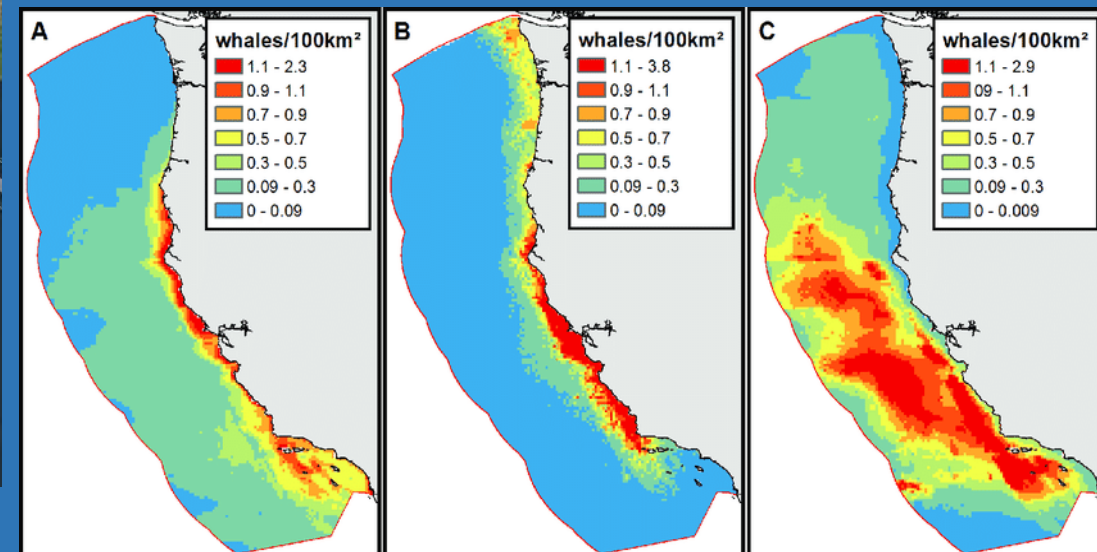 A
whales/100km²
1.1 - 2.3
0.9 - 1.1
0.7 - 0.9
0.5 - 0.7
0.3 - 0.5
0.09 - 0.3
0 - 0.09
B
whales/100km²
1.1 - 3.8
0.9 - 1.1
0.7 - 0.9
0.5 - 0.7
0.3 - 0.5
0.09 - 0.3
0 - 0.09
C
whales/100km²
1.1 - 2.9
09 - 1.1
0.7 - 0.9
0.5 - 0.7
0.3 - 0.5
0.09 - 0.3
0 - 0.009